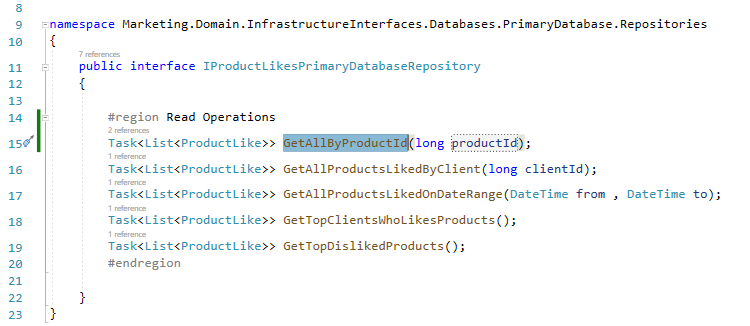 8
9 namespace Marketing.Domain.InfrastructureInterfaces.Databases.PrimaryDatabase.Repositories
10 {
7 references
11 public interface IProductLikesPrimaryDatabaseRepository
12 {
13
14 #region Read Operations
2 references
15 Task<List<ProductLike>> GetAllByProductId(long productId);
1 reference
16 Task<List<ProductLike>> GetAllProductsLikedByClient(long clientId);
1 reference
17 Task<List<ProductLike>> GetAllProductsLikedOnDateRange(DateTime from , DateTime to);
1 reference
18 Task<List<ProductLike>> GetTopClientsWhoLikesProducts();
1 reference
19 Task<List<ProductLike>> GetTopDislikedProducts();
20 #endregion
21
22 }
23 }